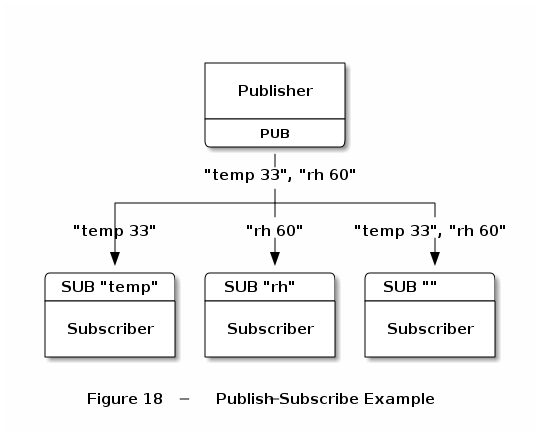 Publisher
PUB
"temp 33", "rh 60"
"temp 33" "rh 60" "temp 33", "rh 60"
SUB "temp" SUB "rh" SUB ""
Subscriber Subscriber Subscriber
Figure 18 - Publish-Subscribe Example